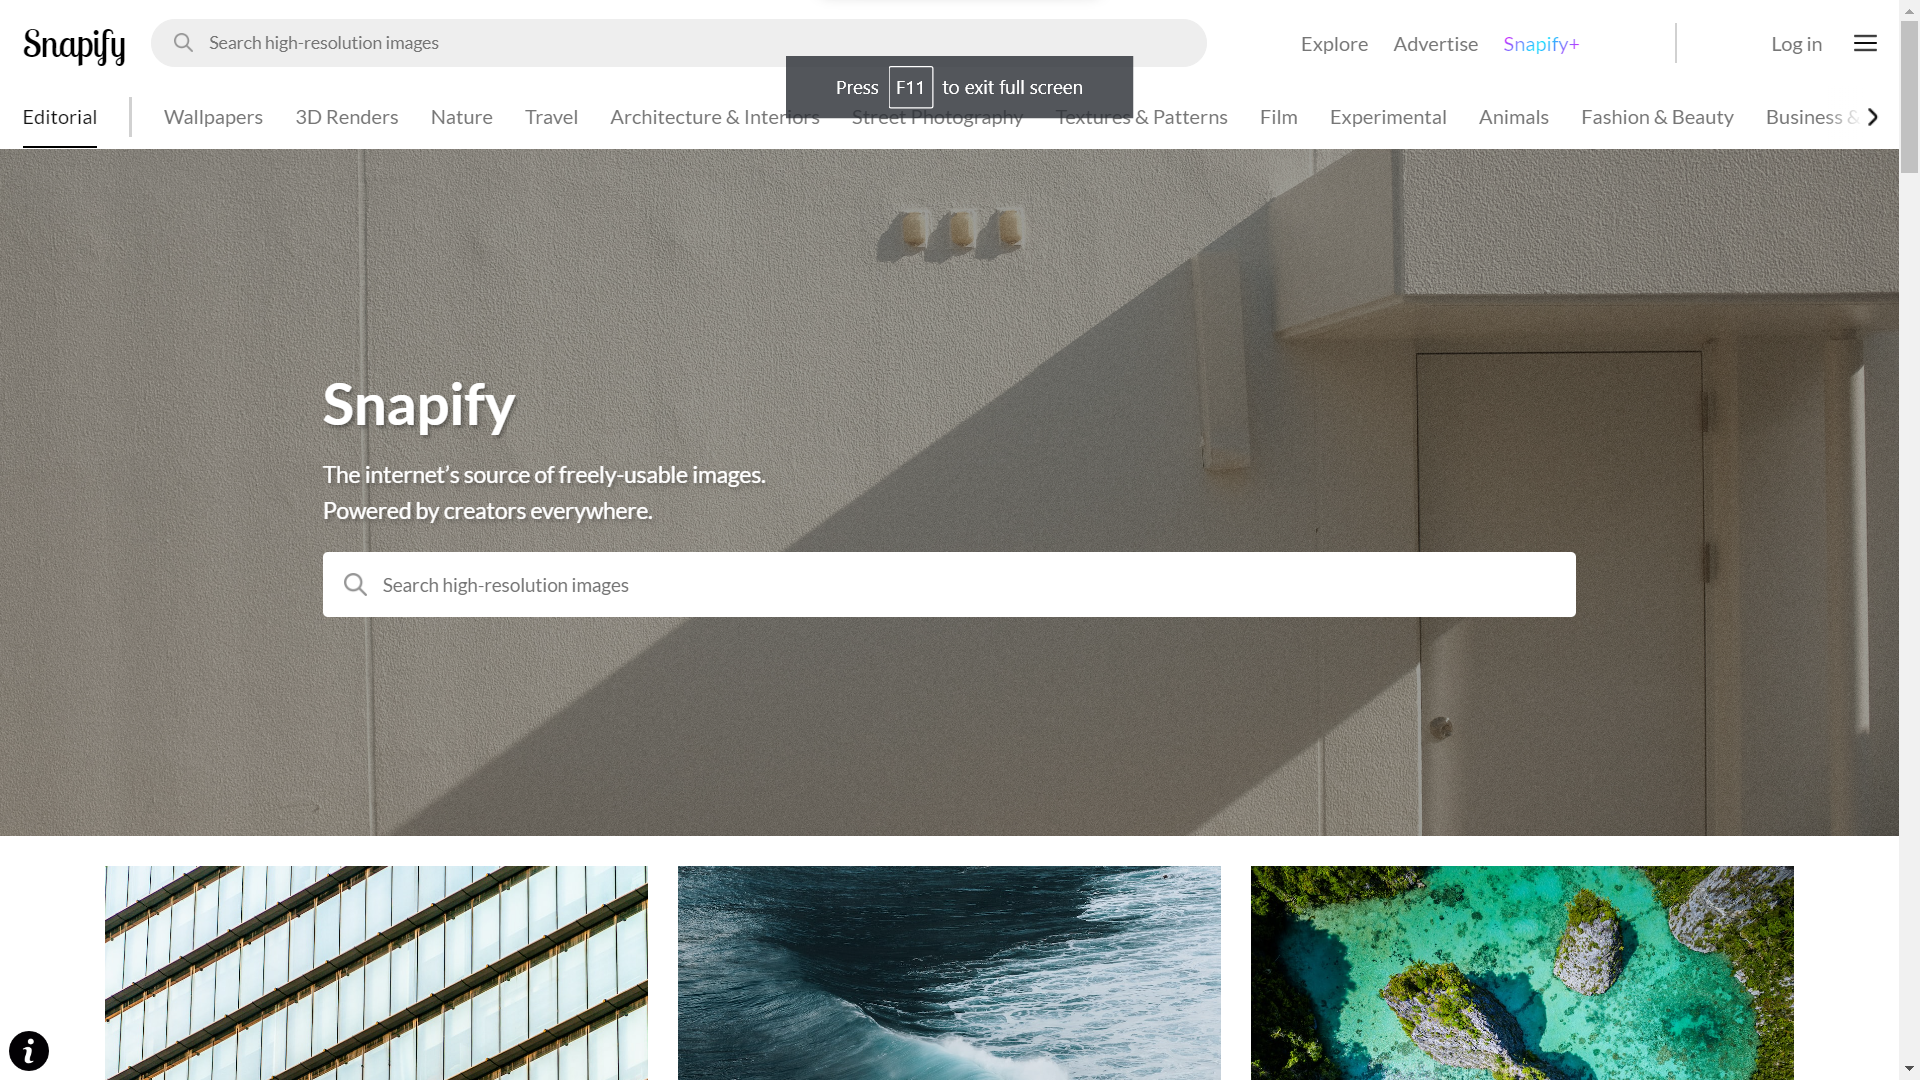 Snapify
Search high-resolution images
Explore
Advertise
Snapify+
Log in
Press F11 to exit full screen
Editorial
Wallpapers
3D Renders
Nature
Travel
Architecture & Interiors
Street Photography
Textures & Patterns
Film
Experimental
Animals
Fashion & Beauty
Business &
Snapify
The internet's source of freely-usable images.
Powered by creators everywhere.
Search high-resolution images
i